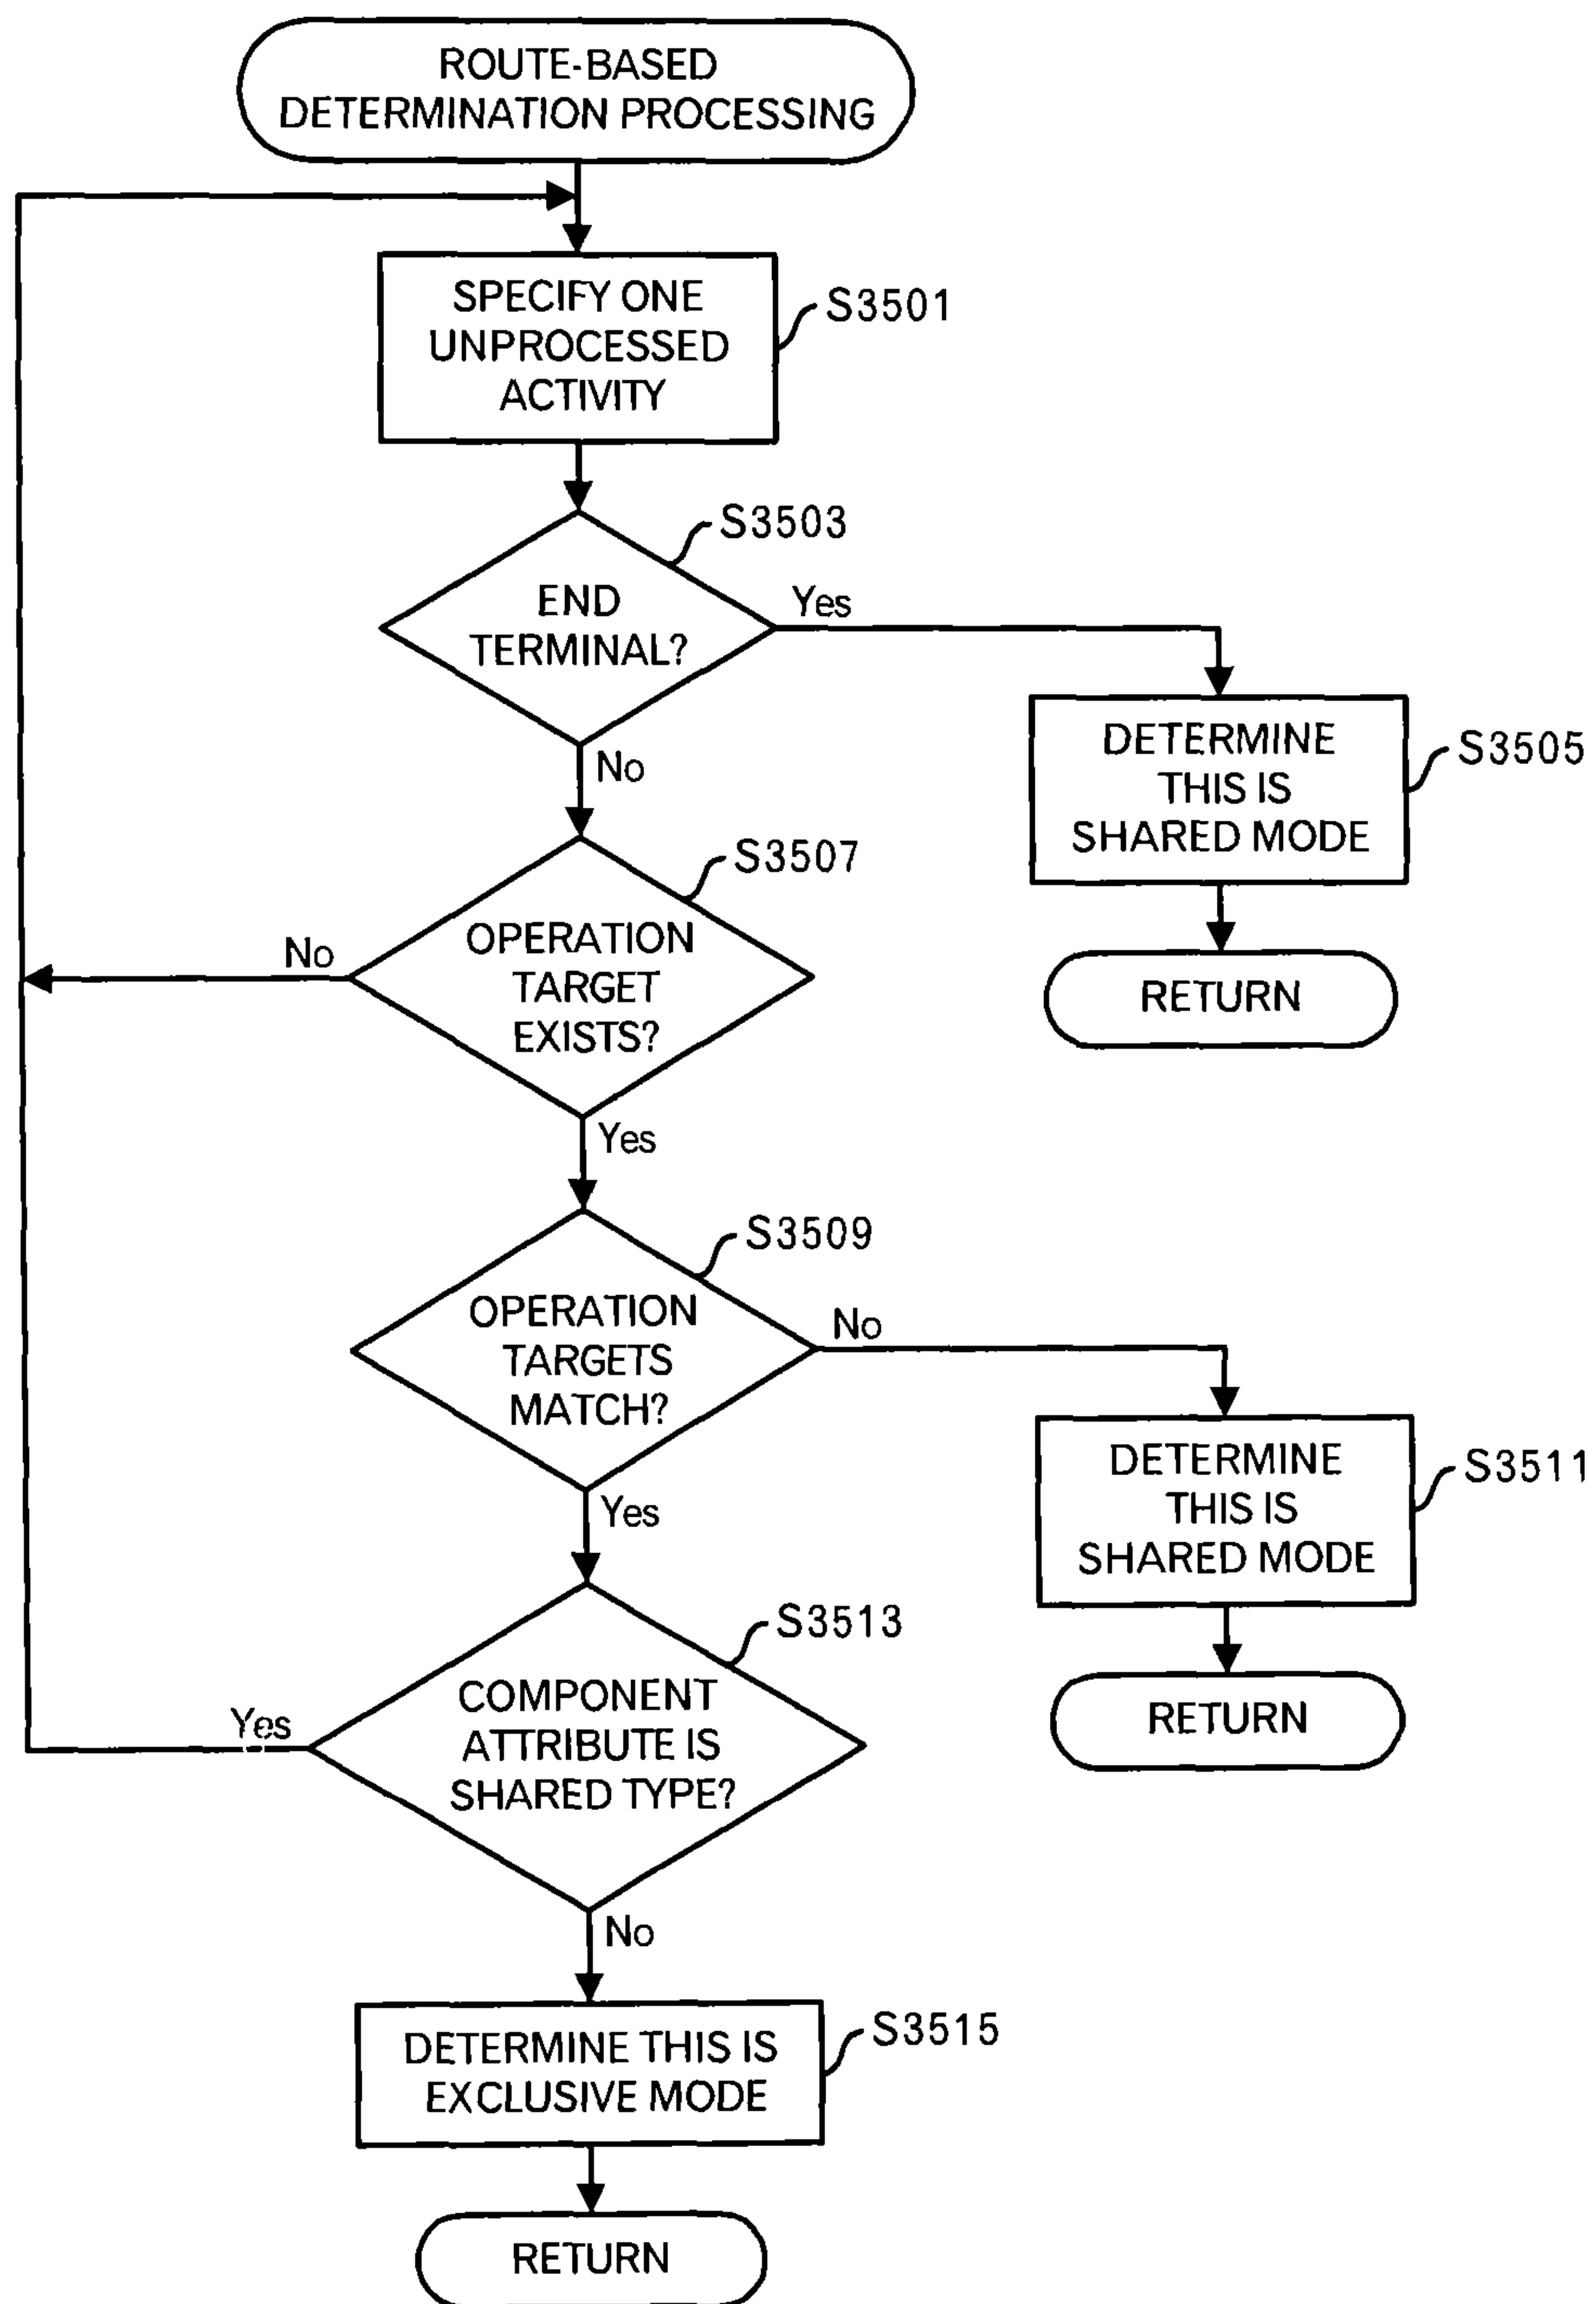 ROUTE-BASED
DETERMINATION PROCESSING
SPECIFY ONE
UNPROCESSED
ACTIVITY
S3501
S3503
END
TERMINAL?
Yes
No
DETERMINE
THIS IS
SHARED MODE
S3505
RETURN
S3507
OPERATION
TARGET
EXISTS?
No
Yes
S3509
OPERATION
TARGETS
MATCH?
No
Yes
DETERMINE
THIS IS
SHARED MODE
S3511
RETURN
S3513
COMPONENT
ATTRIBUTE IS
SHARED TYPE?
Yes
No
DETERMINE THIS IS
EXCLUSIVE MODE
S3515
RETURN